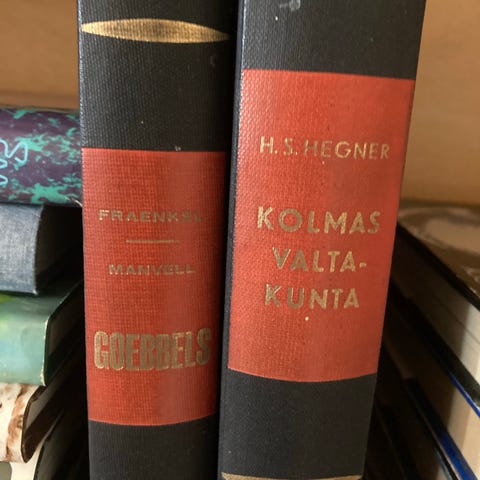 FRAENKEL
MANVELL
GOEBBELS
H. S. HEGNER
KOLMAS
VALTA-
KUNTA